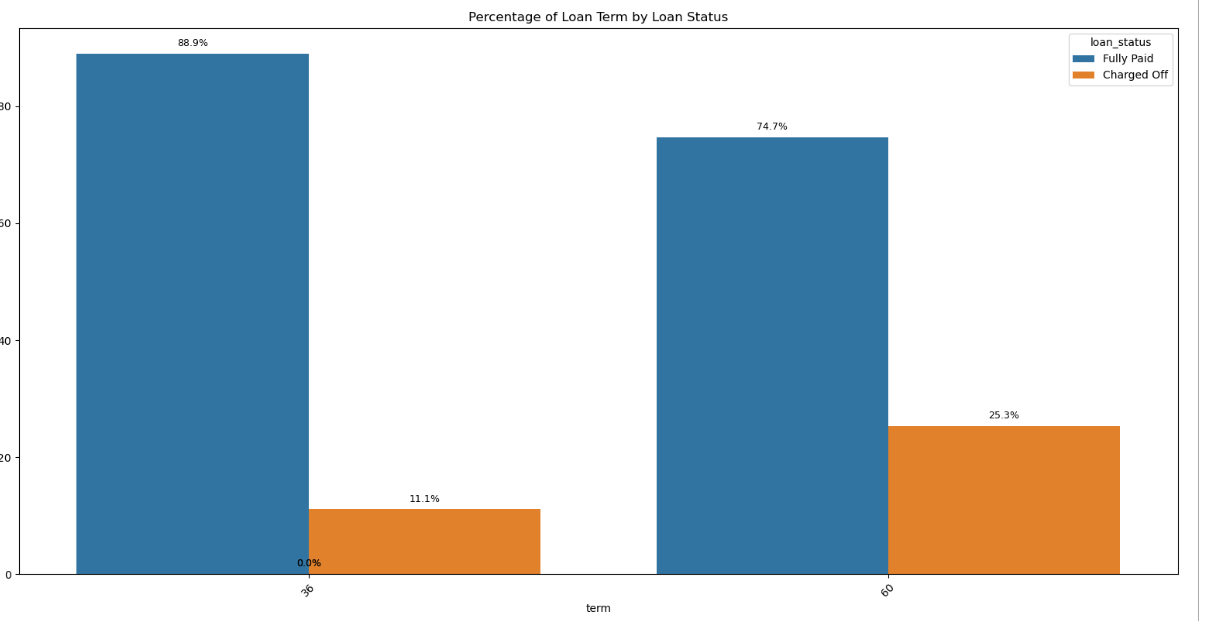 Percentage of Loan Term by Loan Status
88.9%
loan_status
Fully Paid
Charged Off
80
74.7%
60
40
25.3%
20
11.1%
0.0%
0
36
60
term